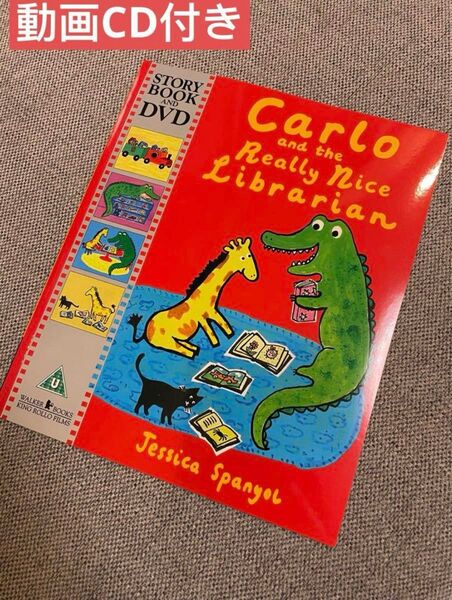 動画CD付き
STORY
BOOK
AND
DVD
Carlo
and the
Really Nice
Librarian
U
WALKER BOOKS
KING ROLLO FILMS
Jessica Spanyol